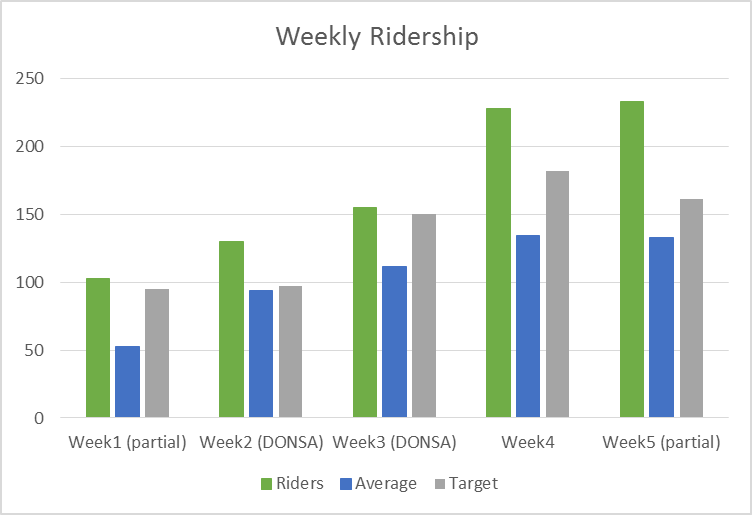 Weekly Ridership
250
200
150
100
50
0
Week1 (partial) Week2 (DONSA) Week3 (DONSA) Week4 Week5 (partial)
Riders Average Target